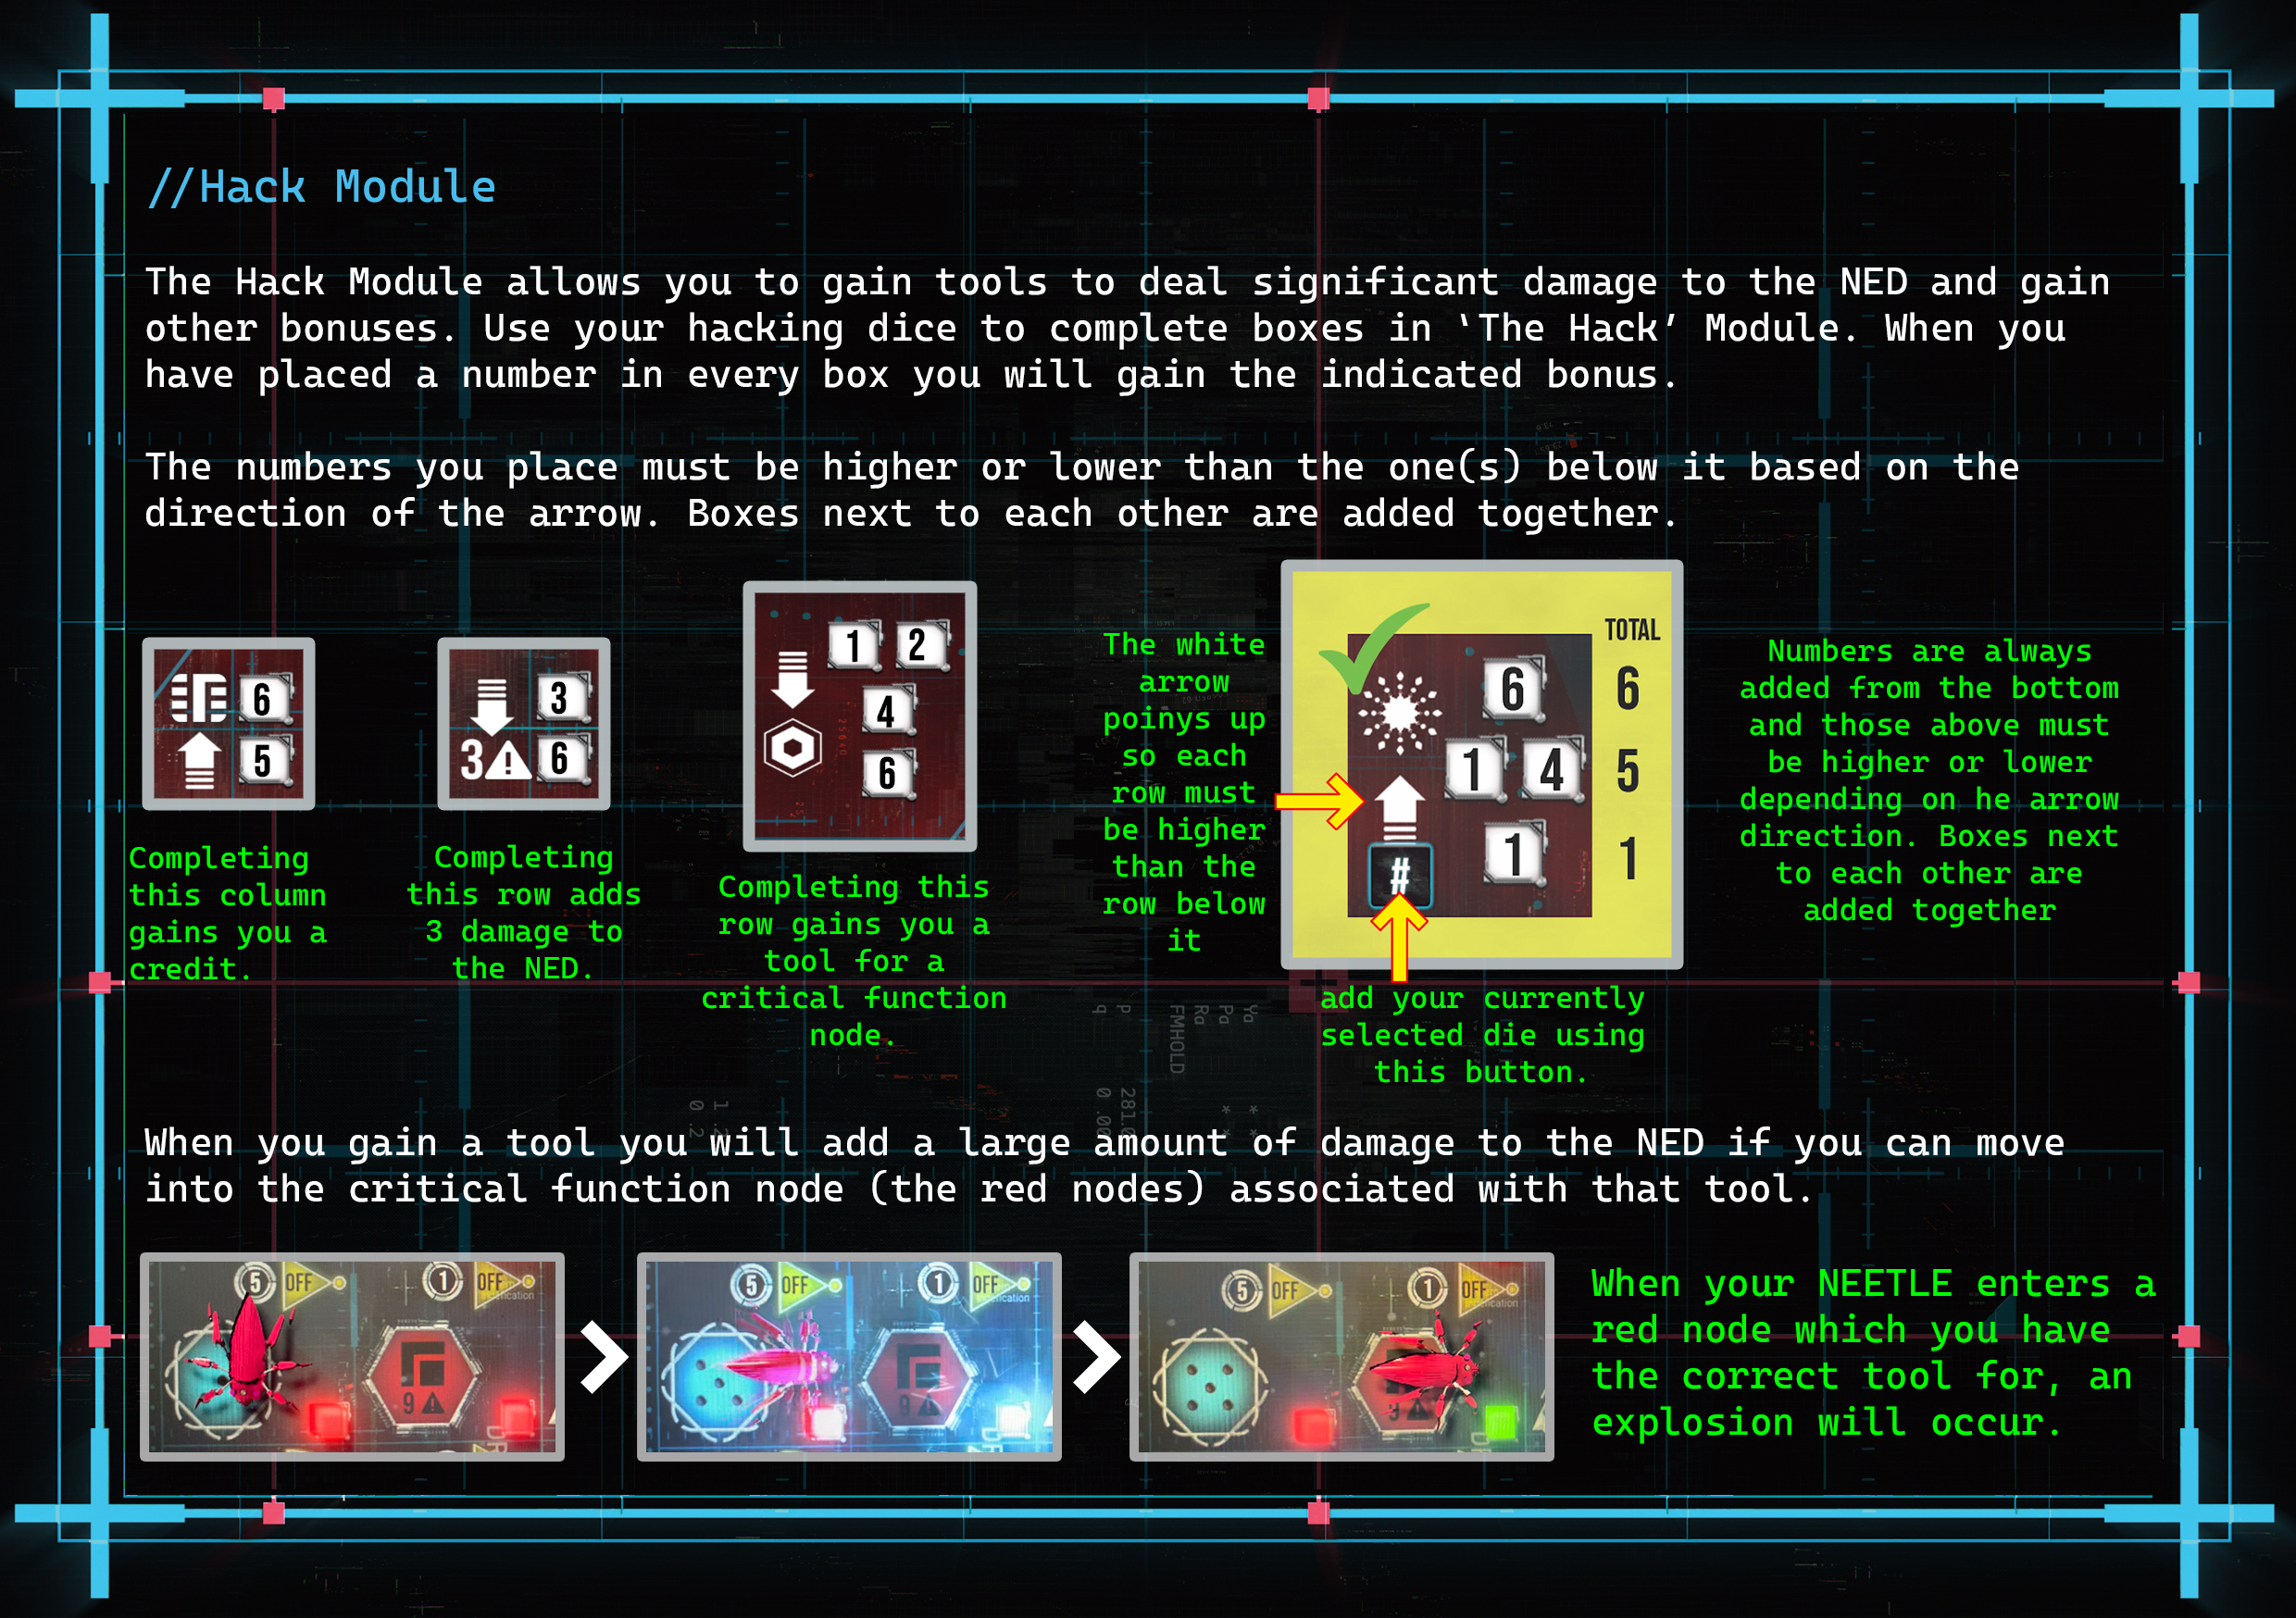 //Hack Module
The Hack Module allows you to gain tools to deal significant damage to the NED and gain
other bonuses. Use your hacking dice to complete boxes in ‘The Hack’ Module. When you
have placed a number in every box you will gain the indicated bonus.
The numbers you place must be higher or lower than the one(s) below it based on the
direction of the arrow. Boxes next to each other are added together.
6
5
Completing
this column
gains you a
credit.
3
3 6
Completing
this row adds
3 damage to
the NED.
1 2
4
6
Completing this
row gains you a
tool for a
critical function
node.
The white
arrow
poinys up
so each
row must
be higher
than the
row below
it
TOTAL
6 6
1 4 5
1 1
#
add your currently
selected die using
this button.
Numbers are always
added from the bottom
and those above must
be higher or lower
depending on he arrow
direction. Boxes next
to each other are
added together
When you gain a tool you will add a large amount of damage to the NED if you can move
into the critical function node (the red nodes) associated with that tool.
5 OFF 1 OFF
9
5 OFF 1 OFF
9
5 OFF 1 OFF
9
When your NEETLE enters a
red node which you have
the correct tool for, an
explosion will occur.